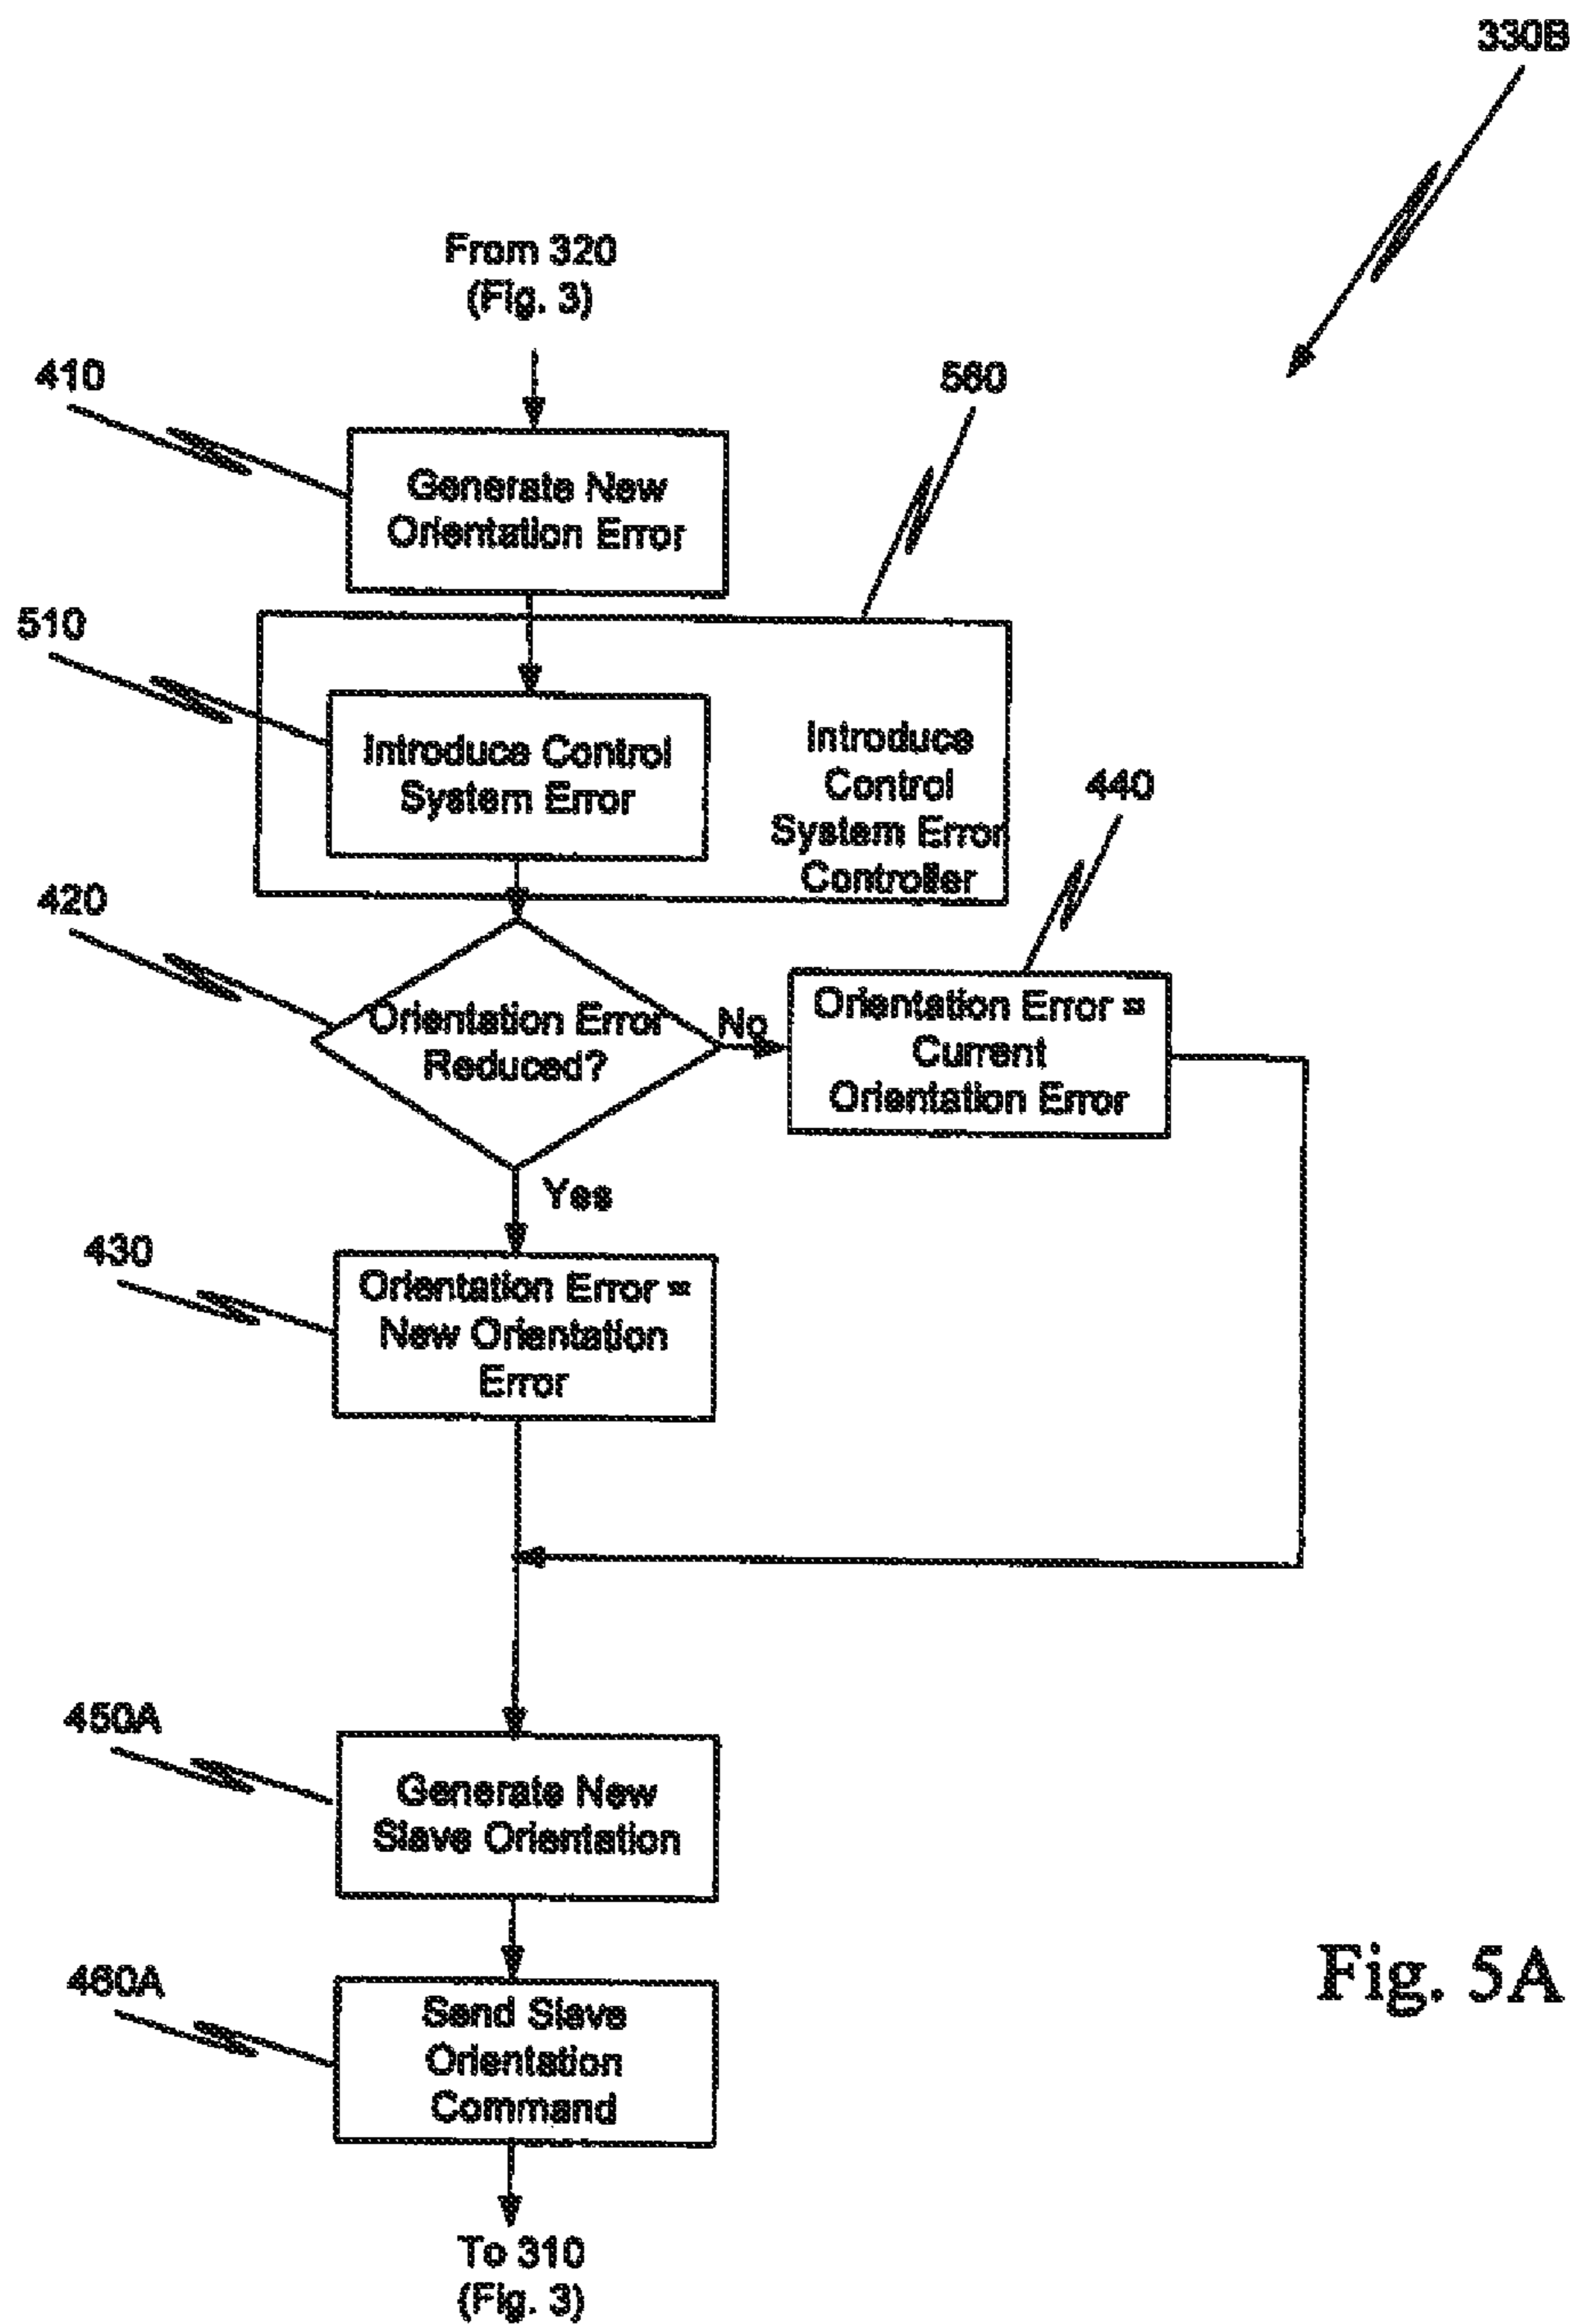 330B
From 320
(Fig. 3)
410
560
Generate New
Orientation Error
510
Introduce Control
System Error
Introduce
Control
System Error
Controller
440
420
Orientation Error
Reduced?
No
Orientation Error =
Current
Orientation Error
Yes
430
Orientation Error =
New Orientation
Error
450A
Generate New
Slave Orientation
460A
Send Slave
Orientation
Command
To 310
(Fig. 3)
Fig. 5A